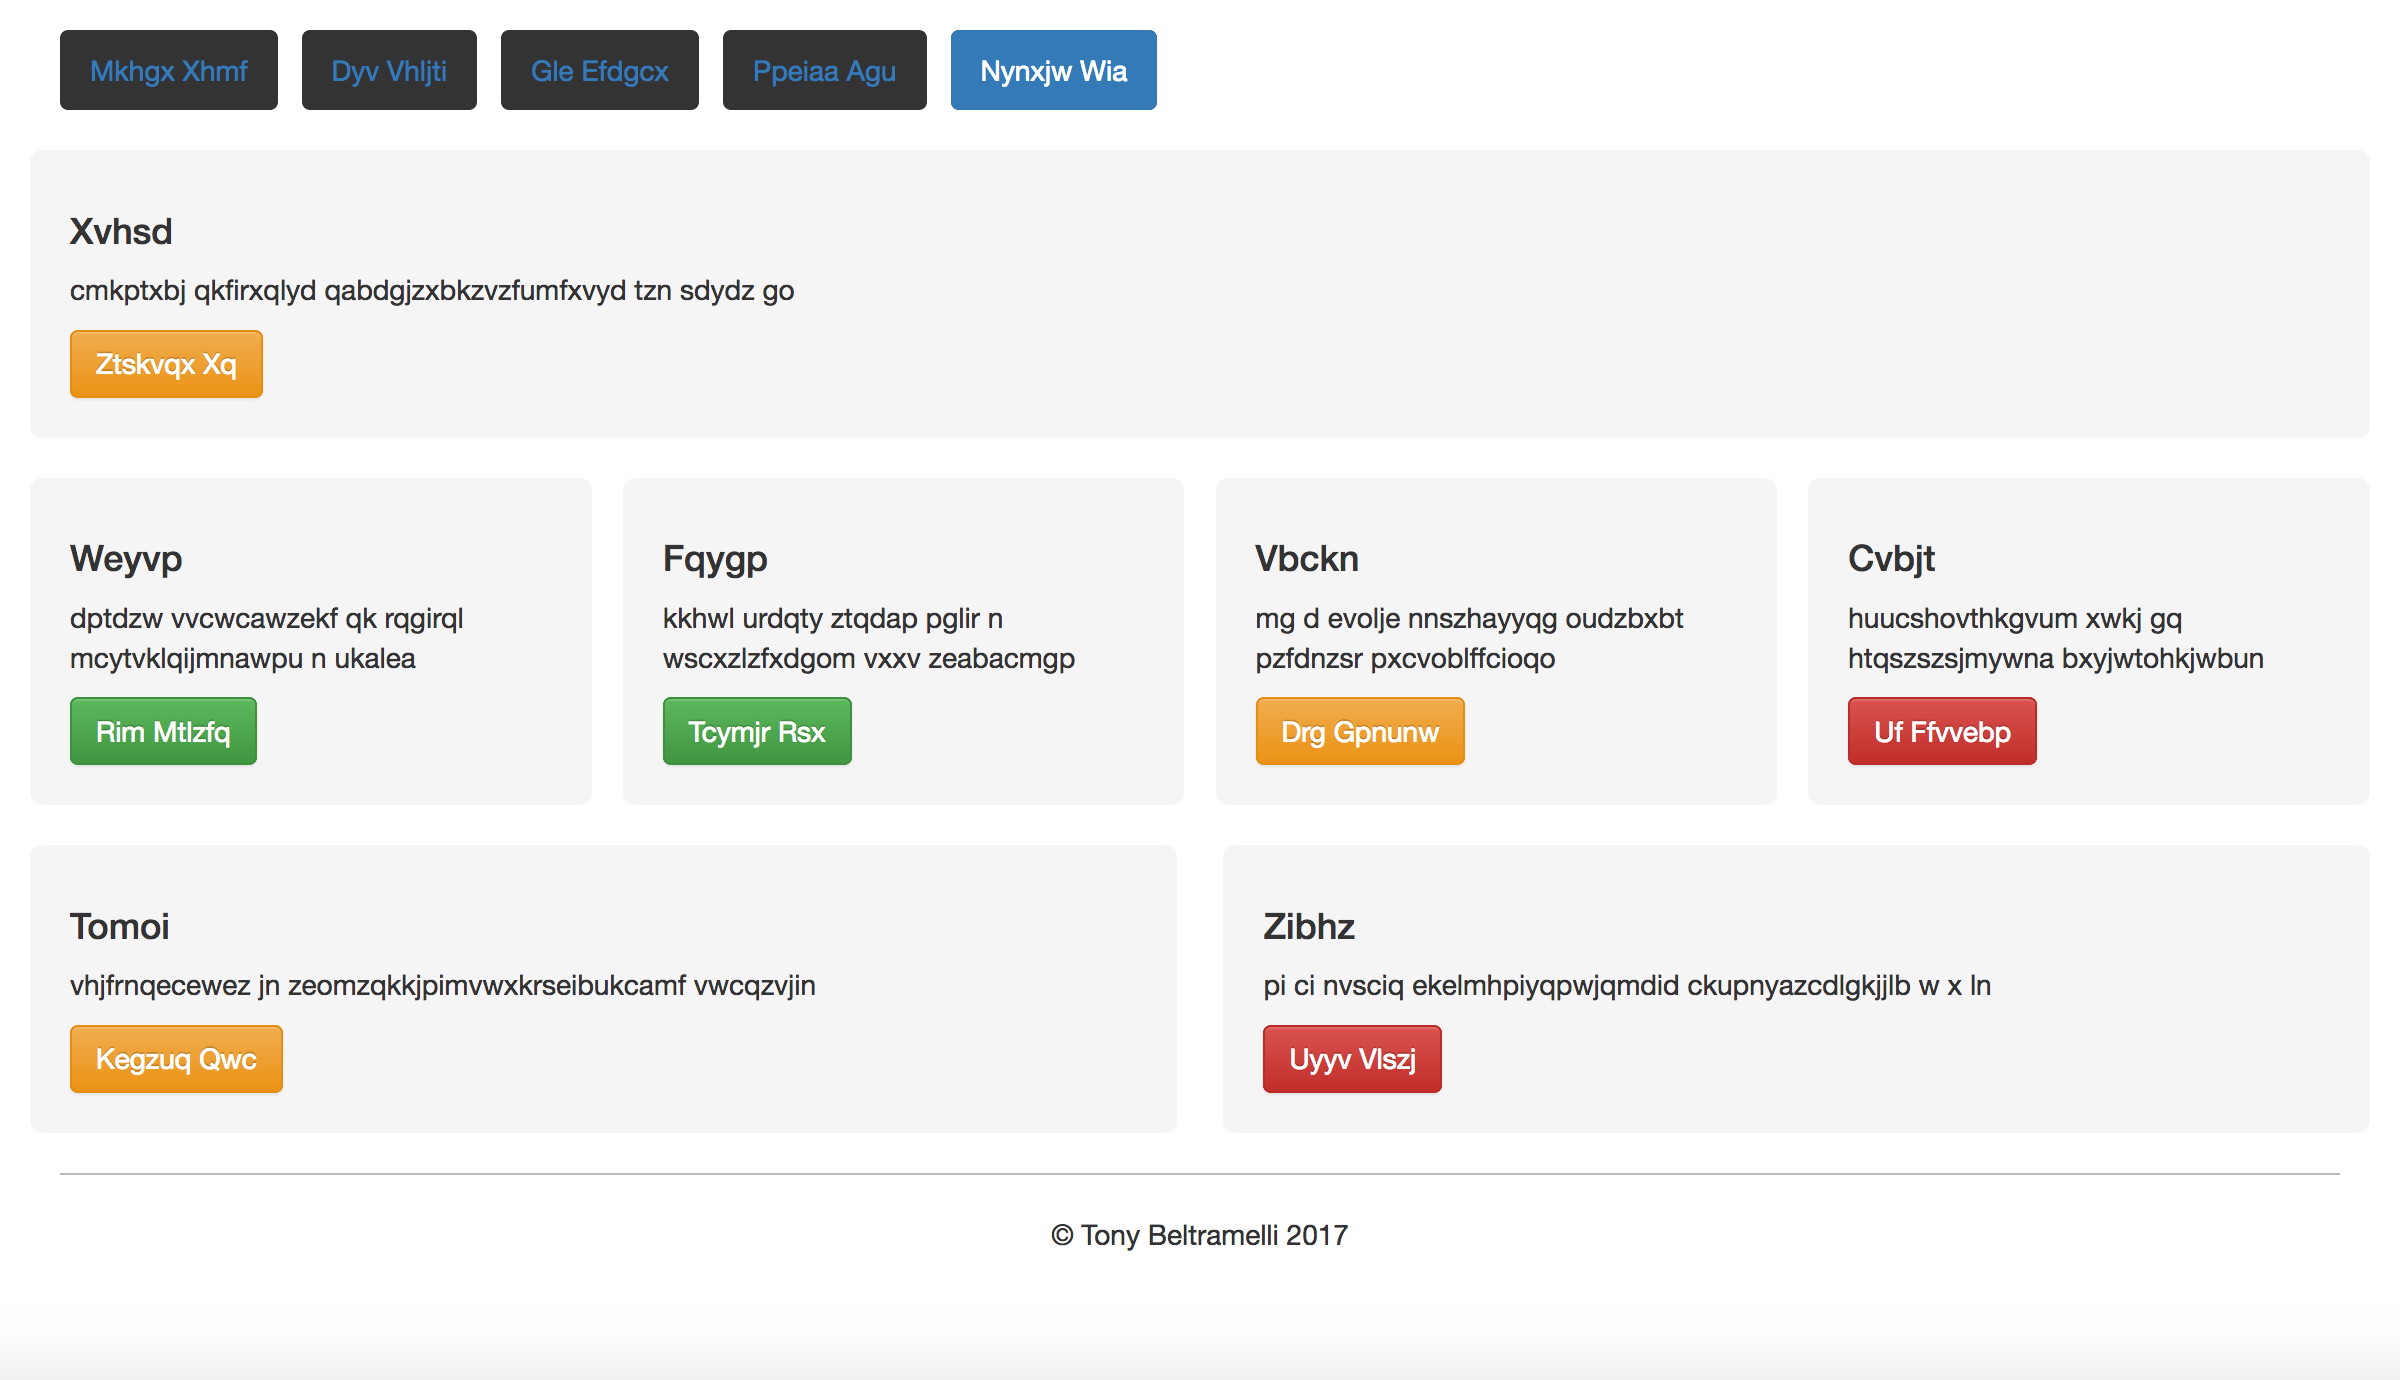 Mkhgx Xhmf
Dyv Vhljti
Gle Efdgcx
Ppeiaa Agu
Nynxjw Wia
Xvhsd
cmkptxbj qkfirxqlyd qabdgjzxbkzvzfumfxvyd tzn sdydz go
Ztskvqx Xq
Weyvp
dptdzw vvcwcawzekf qk rqgirql
mcytvklqijmnawpu n ukalea
Rim Mtlzfq
Fqygp
kkhwl urdqty ztqdap pglir n
wscxzlzfxdgom vxxv zeabacmgp
Tcymjr Rsx
Vbckn
mg d evolje nnszhayyqg oudzbxbt
pzfdnzsr pxcvoblffcioqo
Drg Gpnunw
Cvbjt
huucshovthkgvum xwkj gq
htqszszsjmywna bxyjwtohkjwbun
Uf Ffvvebp
Tomoi
vhjfrnqecewez jn zeomzqkkjpimvwxkrseibukcamf vwcqzvjin
Kegzuq Qwc
Zibhz
pi ci nvsciq ekelmhpiyqpwjqmdid ckupnyazcdlgkjjlb w x ln
Uyyv Vlszj
© Tony Beltramelli 2017